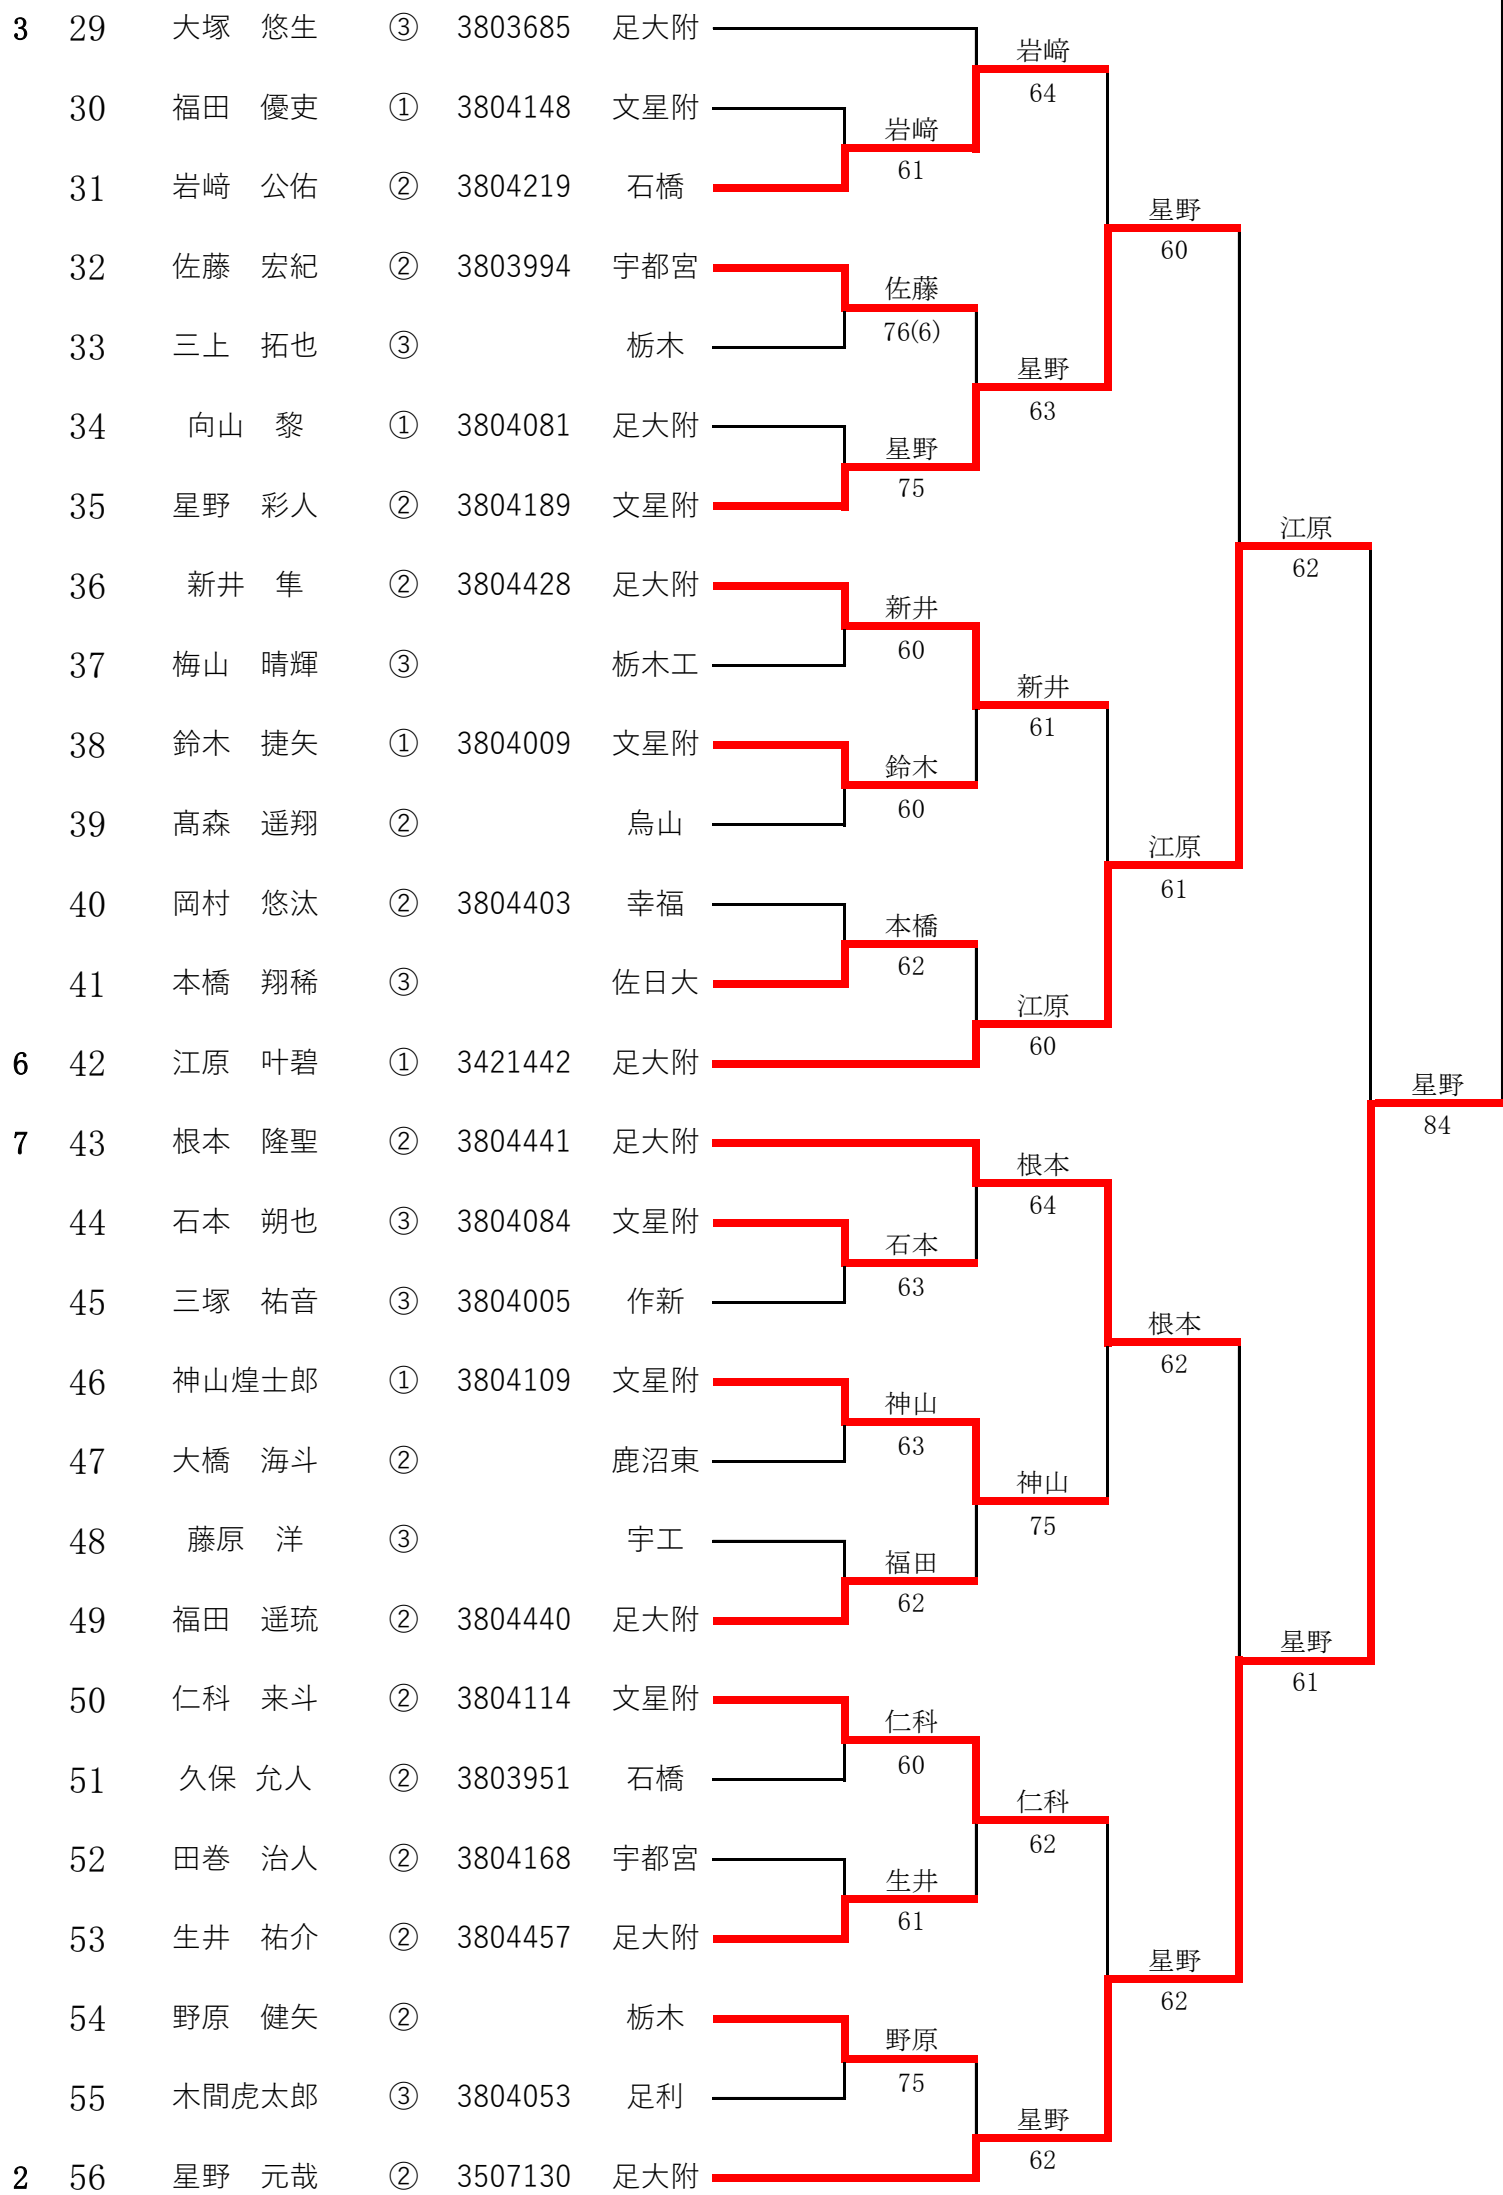 3 29 大塚 悠生 ③ 3803685 足大附
岩﨑
64
30 福田 優吏 ① 3804148 文星附
岩﨑
61
31 岩﨑 公佑 ② 3804219 石橋
星野
60
32 佐藤 宏紀 ② 3803994 宇都宮
佐藤
76(6)
33 三上 拓也 ③ 栃木
星野
63
34 向山 黎 ① 3804081 足大附
星野
75
35 星野 彩人 ② 3804189 文星附
江原
62
36 新井 隼 ② 3804428 足大附
新井
60
37 梅山 晴輝 ③ 栃木工
新井
61
38 鈴木 捷矢 ① 3804009 文星附
鈴木
60
39 髙森 遥翔 ② 烏山
江原
61
40 岡村 悠汰 ② 3804403 幸福
本橋
62
41 本橋 翔稀 ③ 佐日大
江原
60
6 42 江原 叶碧 ① 3421442 足大附
星野
84
7 43 根本 隆聖 ② 3804441 足大附
根本
64
44 石本 朔也 ③ 3804084 文星附
石本
63
45 三塚 祐音 ③ 3804005 作新
根本
62
46 神山煌士郎 ① 3804109 文星附
神山
63
47 大橋 海斗 ② 鹿沼東
神山
75
48 藤原 洋 ③ 宇工
福田
62
49 福田 遥琉 ② 3804440 足大附
星野
61
50 仁科 来斗 ② 3804114 文星附
仁科
60
51 久保 允人 ② 3803951 石橋
仁科
62
52 田巻 治人 ② 3804168 宇都宮
生井
61
53 生井 祐介 ② 3804457 足大附
星野
62
54 野原 健矢 ② 栃木
野原
75
55 木間虎太郎 ③ 3804053 足利
星野
62
2 56 星野 元哉 ② 3507130 足大附